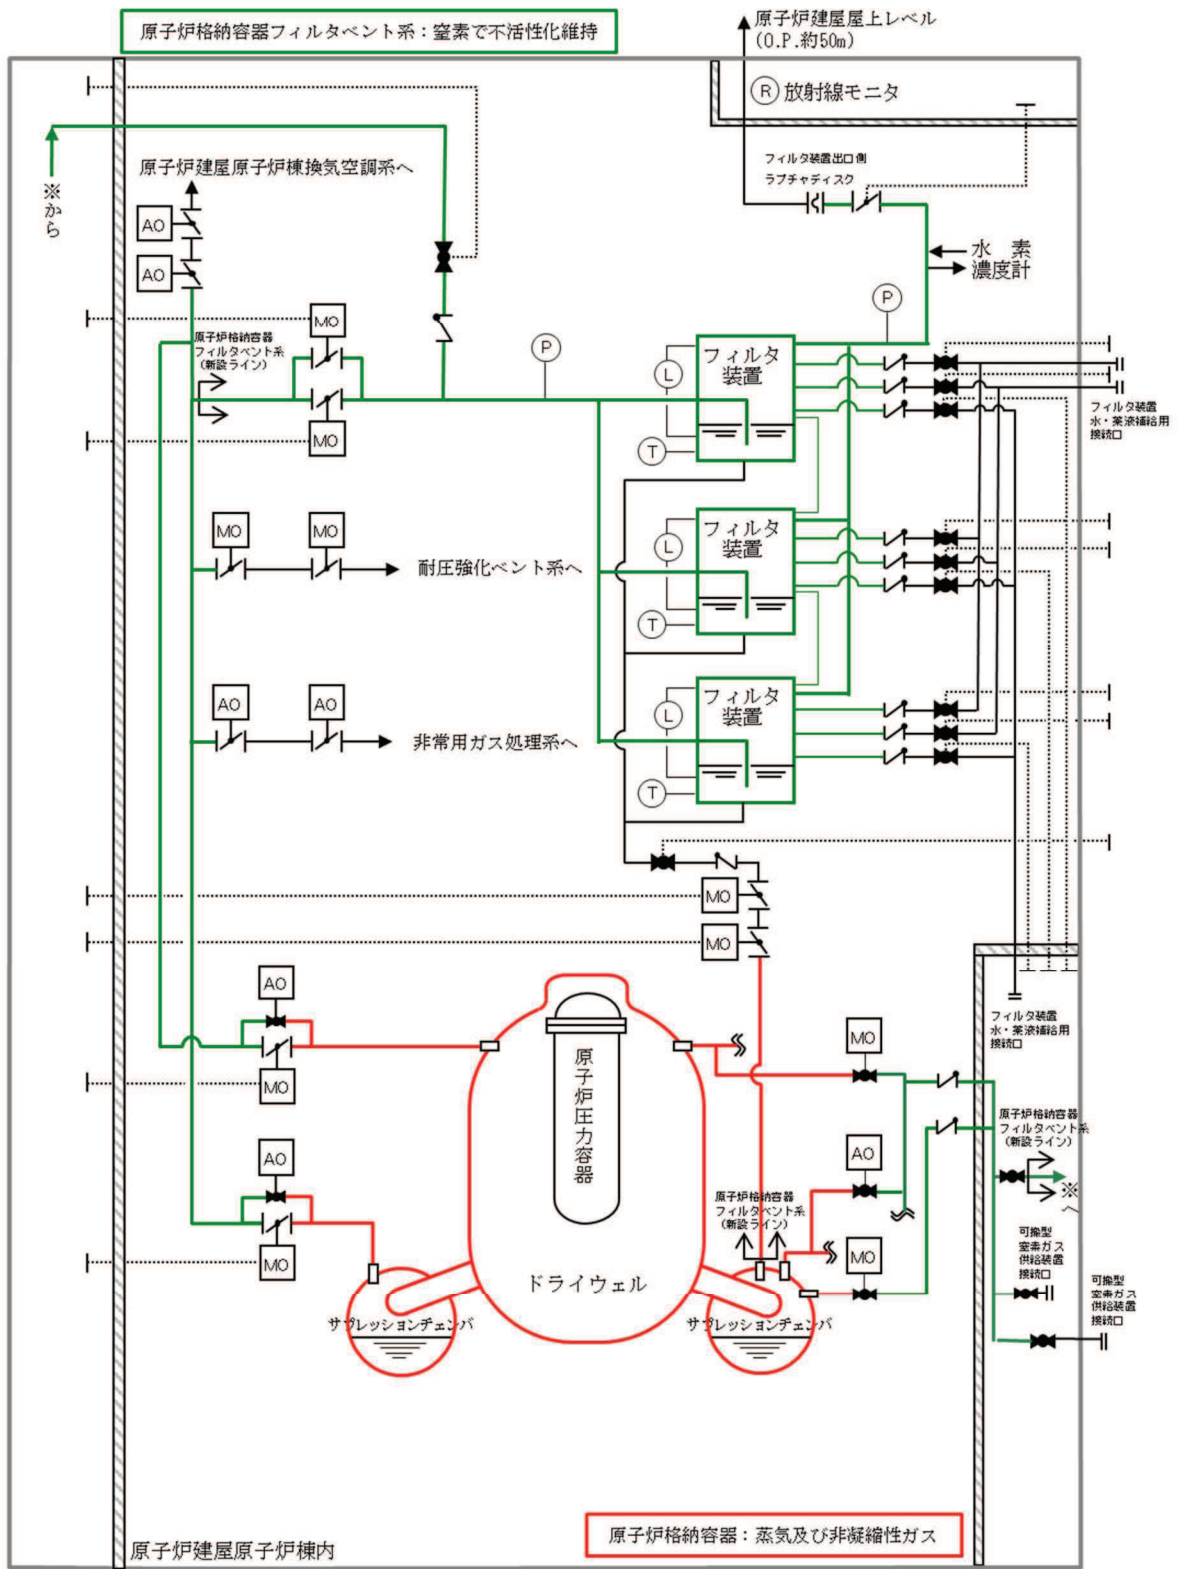 原子炉格納容器フィルタベント系：窒素で不活性化維持
原子炉建屋屋上レベル
(O.P.約50m)
R 放射線モニタ
フィルタ装置出口側
ラプチャディスク
※から
原子炉建屋原子炉棟換気空調系へ
AO
AO
水素
濃度計
P
P
MO
原子炉格納容器
フィルタベント系
(新設ライン)
MO
フィルタ
装置
L
T
フィルタ装置
水・薬液補給用
接続口
MO
MO
耐圧強化ベント系へ
フィルタ
装置
L
T
AO
AO
非常用ガス処理系へ
フィルタ
装置
L
T
MO
MO
AO
MO
原子炉圧力容器
MO
フィルタ装置
水・薬液補給用
接続口
原子炉格納容器
フィルタベント系
(新設ライン)
※へ
AO
MO
AO
原子炉格納容器
フィルタベント系
(新設ライン)
MO
可搬型
窒素ガス
供給装置
接続口
可搬型
窒素ガス
供給装置
接続口
ドライウェル
サプレッションチェンバ
サプレッションチェンバ
原子炉格納容器：蒸気及び非凝縮性ガス
原子炉建屋原子炉棟内